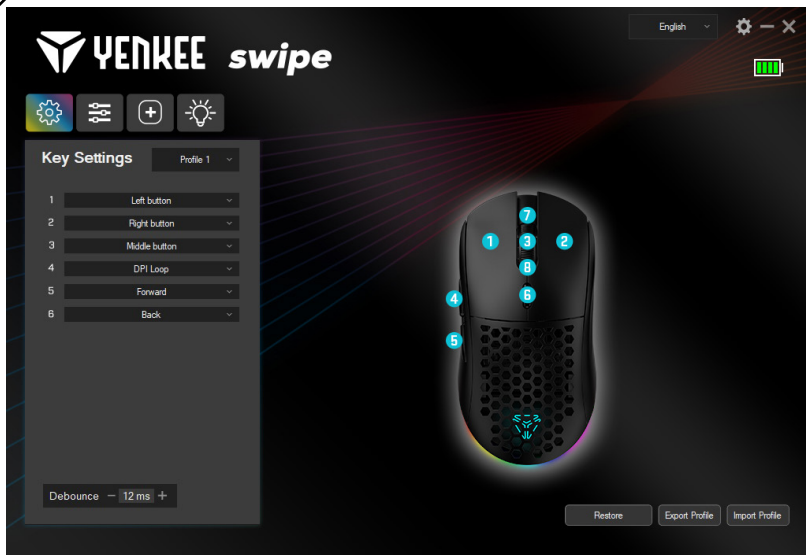 YENKEE swipe
English
Key Settings Profile 1
1 Left button
2 Right button
3 Middle button
4 DPI Loop
5 Forward
6 Back
7
1 3 2
8
6
4
5
Debounce − 12 ms +
Restore Export Profile Import Profile